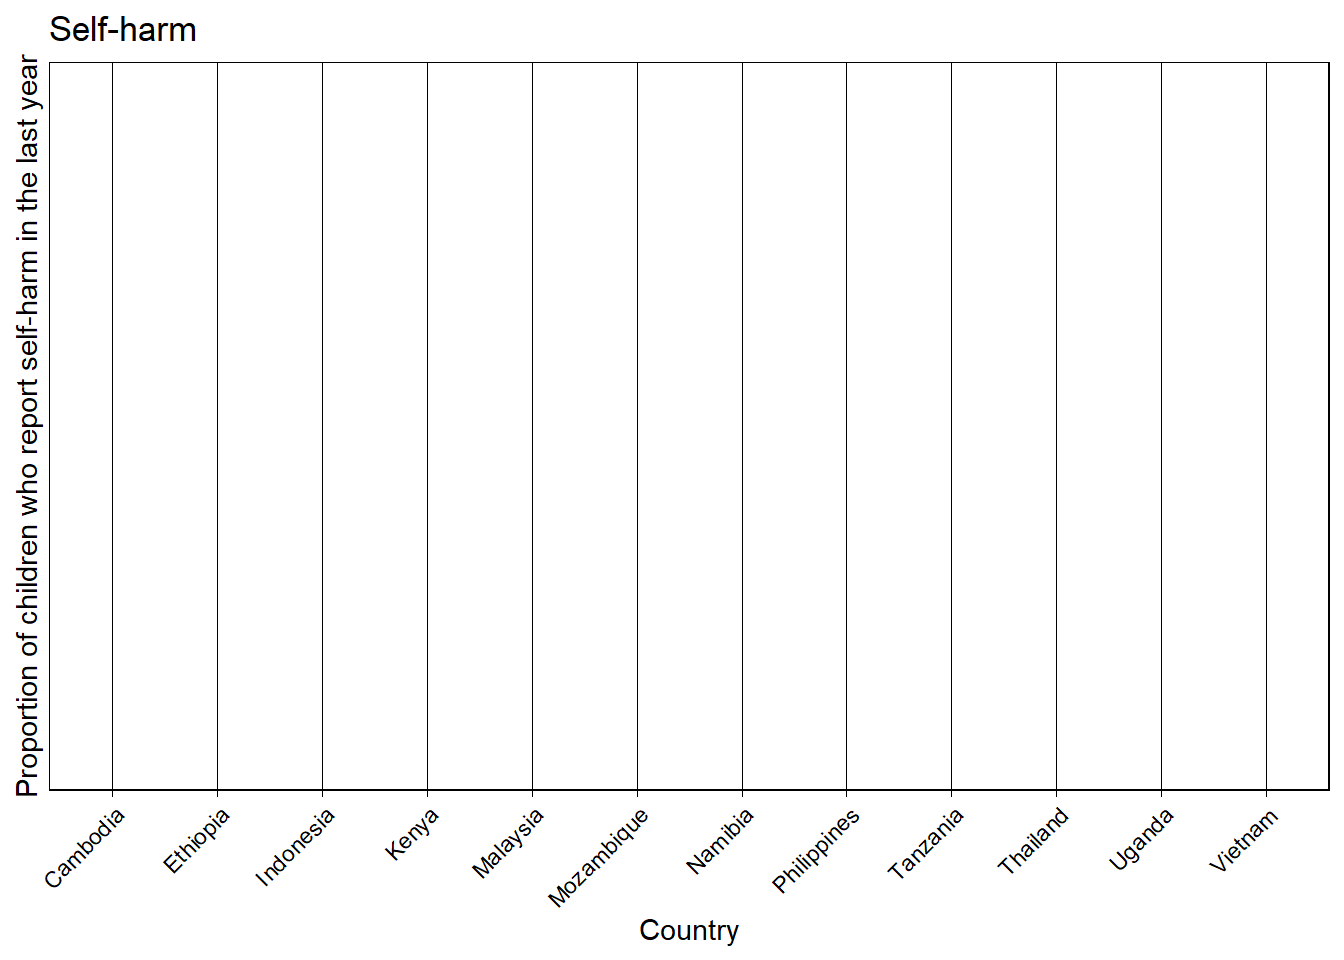 Self-harm
Proportion of children who report self-harm in the last year
Cambodia
Ethiopia
Indonesia
Kenya
Malaysia
Mozambique
Namibia
Philippines
Tanzania
Thailand
Uganda
Vietnam
Country